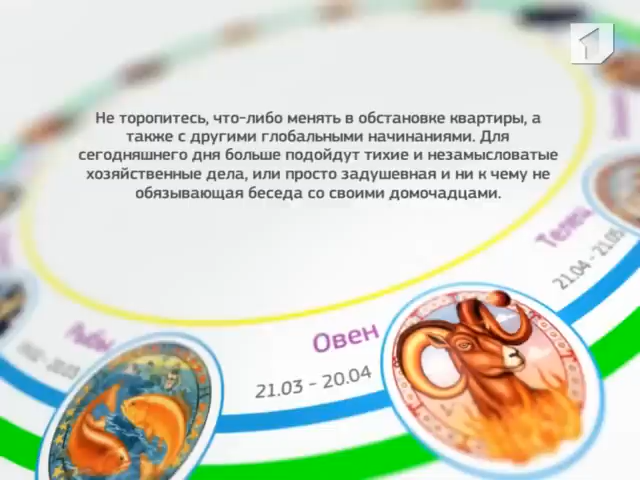 Не торопитесь, что-либо менять в обстановке квартиры, а
также с другими глобальными начинаниями. Для
сегодняшнего дня больше подойдут тихие и незамысловатые
хозяйственные дела, или просто задушевная и ни к чему не
обязывающая беседа со своими домочадцами.
Телец
21.04 - 21.05
Овен
21.03 - 20.04
Рыбы
1